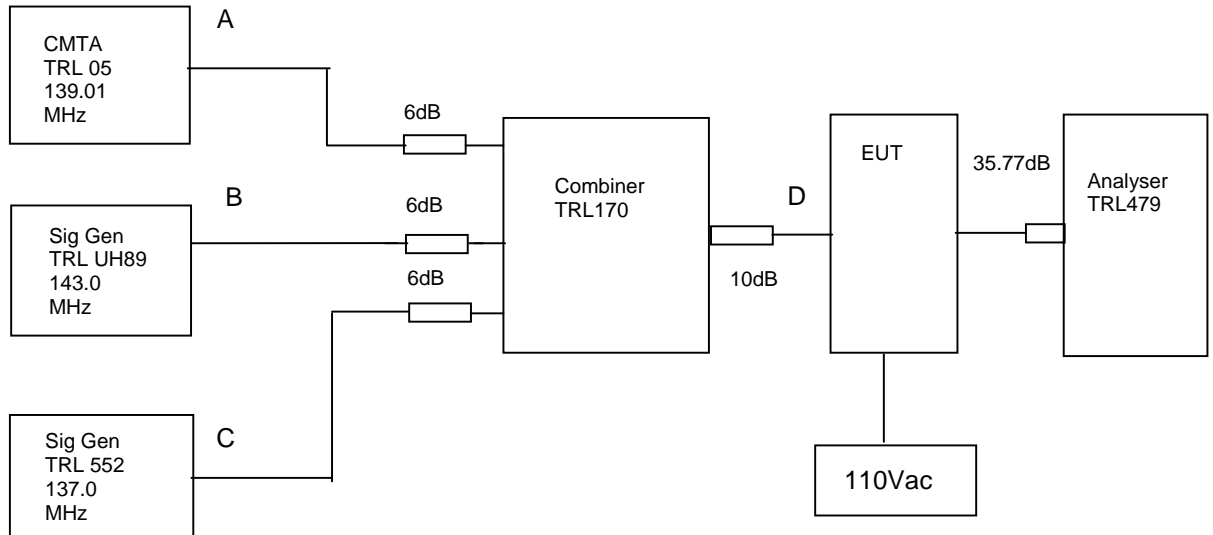 A
CMTA
TRL 05
139.01
MHz
6dB
B
Sig Gen
TRL UH89
143.0
MHz
6dB
C
Sig Gen
TRL 552
137.0
MHz
6dB
Combiner
TRL170
10dB
D
EUT
110Vac
35.77dB
Analyser
TRL479